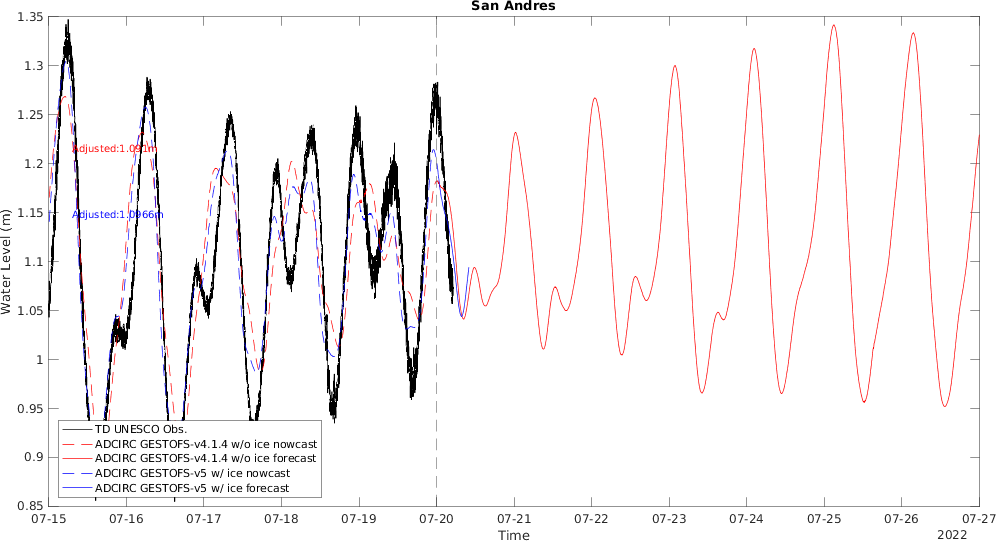 San Andres
1.35
1.3
1.25
1.2
1.15
1.1
1.05
1
0.95
0.9
0.85
Water Level (m)
Adjusted:1.091m
Adjusted:1.0966m
TD UNESCO Obs.
ADCIRC GESTOFS-v4.1.4 w/o ice nowcast
ADCIRC GESTOFS-v4.1.4 w/o ice forecast
ADCIRC GESTOFS-v5 w/ ice nowcast
ADCIRC GESTOFS-v5 w/ ice forecast
07-15 07-16 07-17 07-18 07-19 07-20 07-21 07-22 07-23 07-24 07-25 07-26 07-27
Time
2022